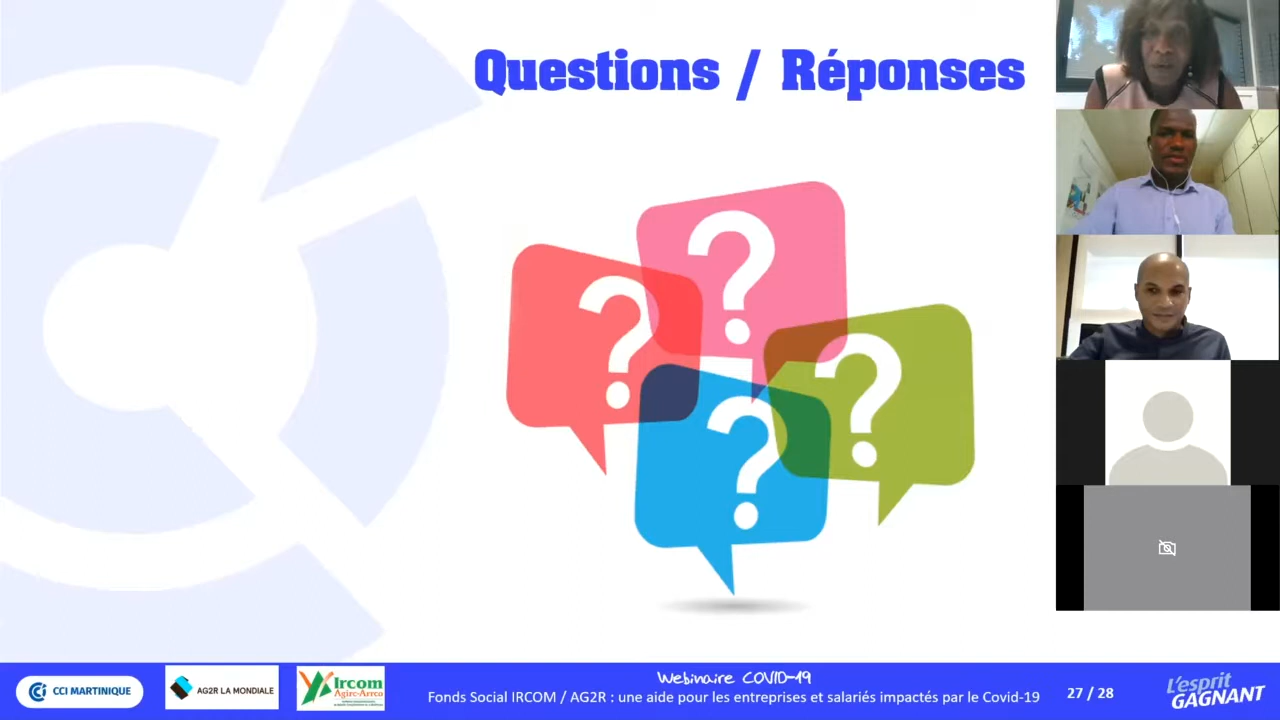 Questions / Réponses
?
?
?
?
CCI MARTINIQUE
AG2R LA MONDIALE
Ircom
Agirc-Arrco
Webinaire COVID-19
Fonds Social IRCOM / AG2R : une aide pour les entreprises et salariés impactés par le Covid-19
27 / 28
L'esprit
GAGNANT